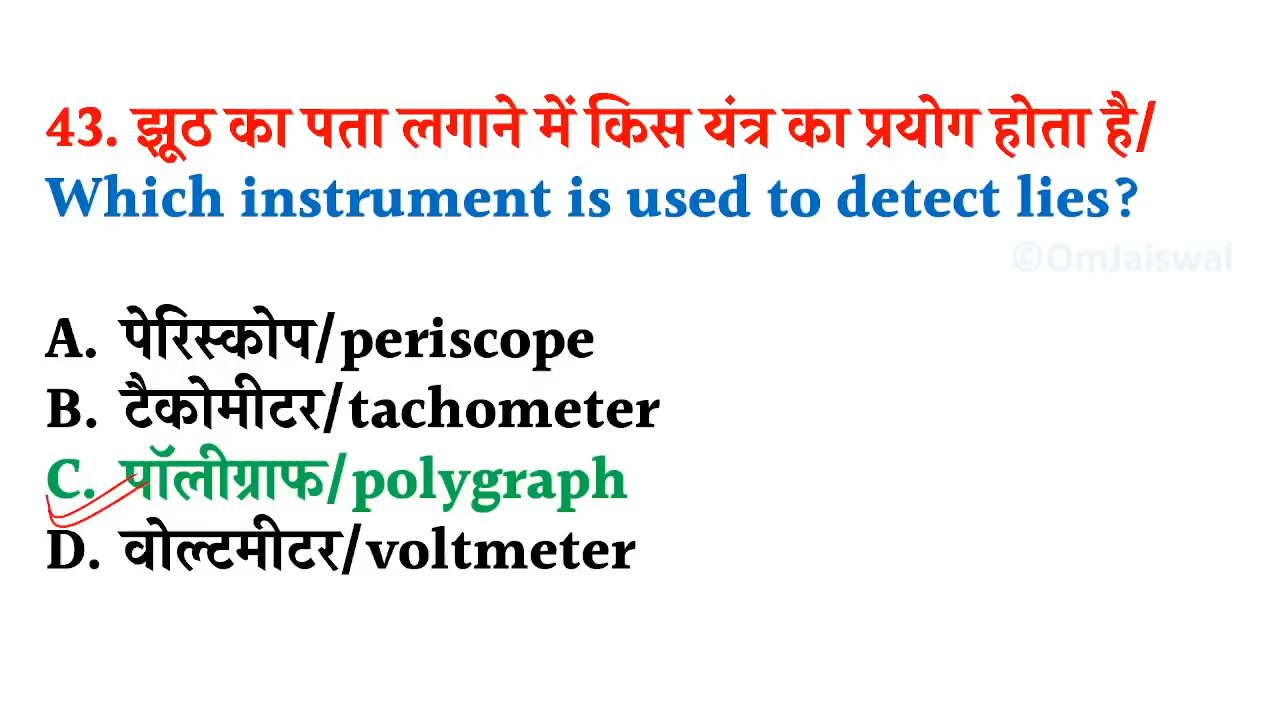 43. झूठ का पता लगाने में किस यंत्र का प्रयोग होता है/
Which instrument is used to detect lies?
©OmJaiswal
A. पेरिस्कोप/periscope
B. टैकोमीटर/tachometer
C. पॉलीग्राफ/polygraph
D. वोल्टमीटर/voltmeter